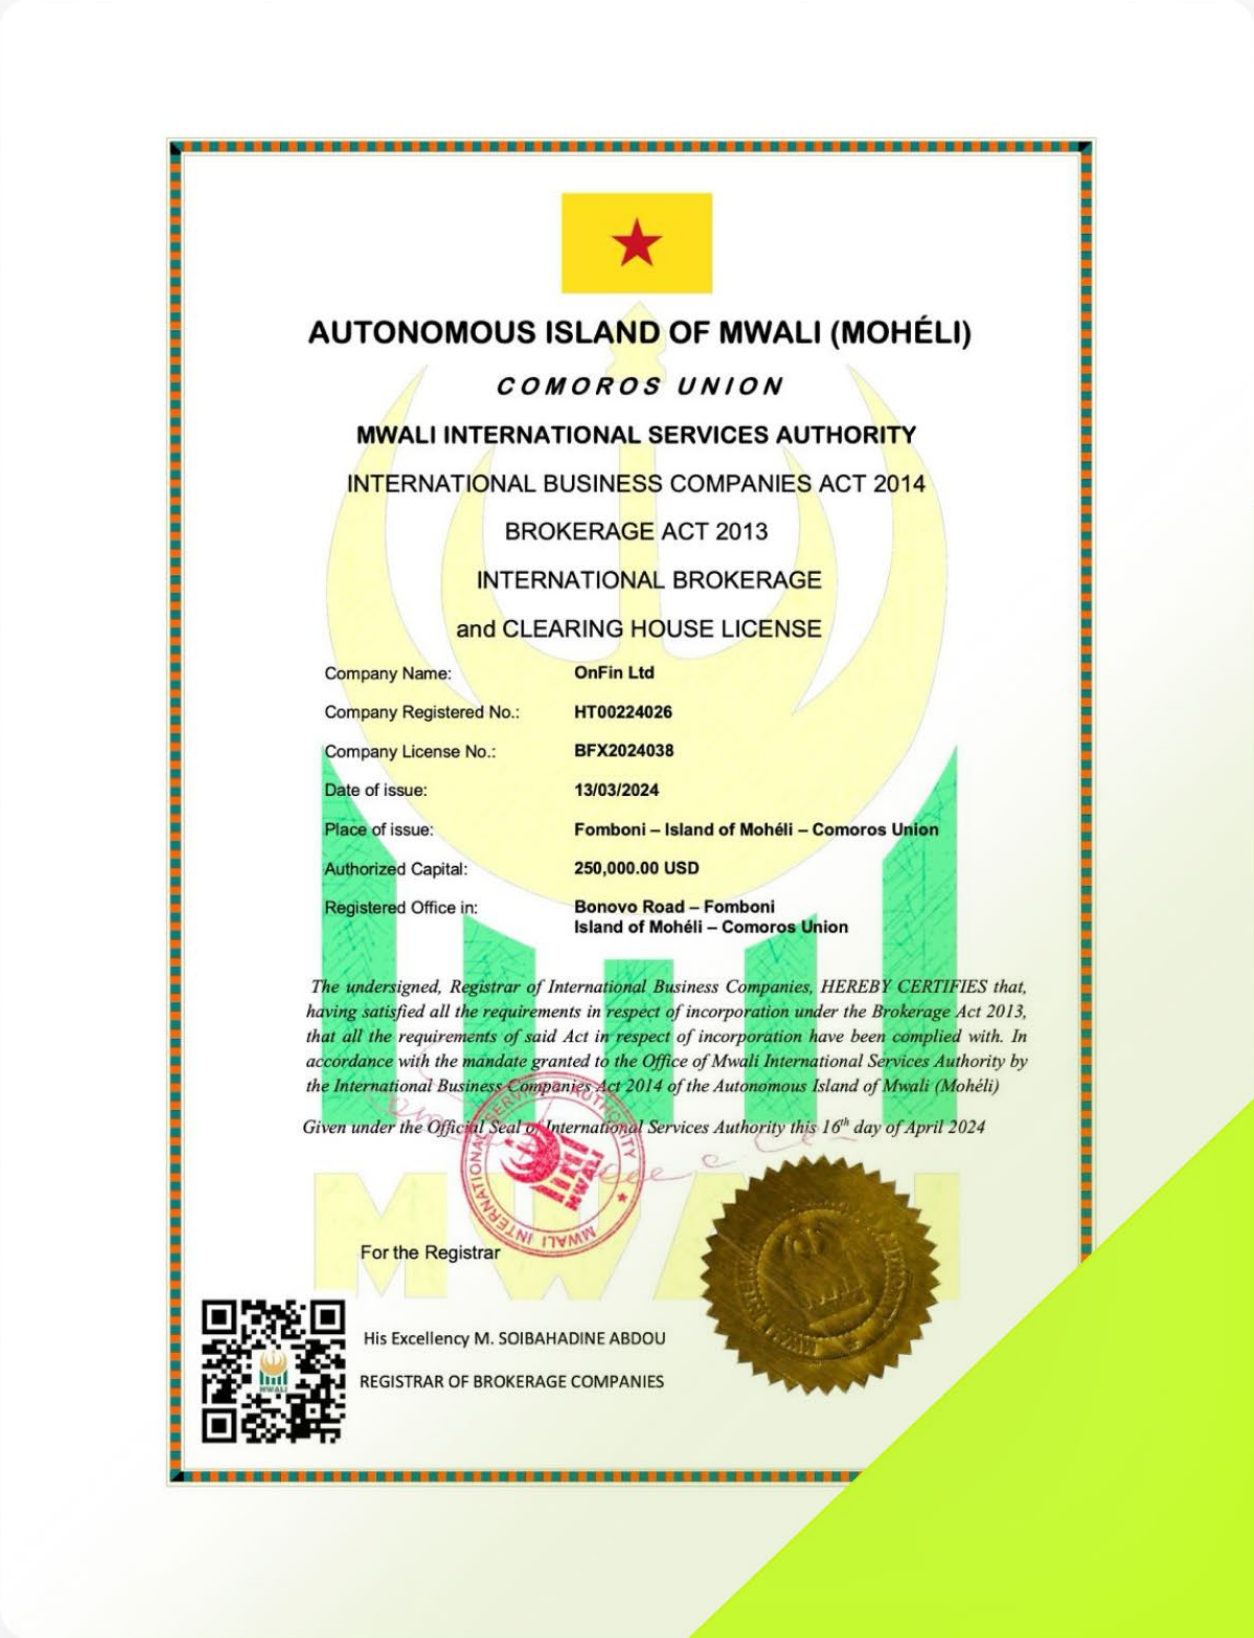 AUTONOMOUS ISLAND OF MWALI (MOHÉLI)
COMOROS UNION
MWALI INTERNATIONAL SERVICES AUTHORITY
INTERNATIONAL BUSINESS COMPANIES ACT 2014
BROKERAGE ACT 2013
INTERNATIONAL BROKERAGE
and CLEARING HOUSE LICENSE
Company Name: OnFin Ltd
Company Registered No.: HT00224026
Company License No.: BFX2024038
Date of issue: 13/03/2024
Place of issue: Fomboni – Island of Mohéli – Comoros Union
Authorized Capital: 250,000.00 USD
Registered Office in: Bonovo Road – Fomboni
Island of Mohéli – Comoros Union
The undersigned, Registrar of International Business Companies, HEREBY CERTIFIES that,
having satisfied all the requirements in respect of incorporation under the Brokerage Act 2013,
that all the requirements of said Act in respect of incorporation have been complied with. In
accordance with the mandate granted to the Office of Mwali International Services Authority by
the International Business Companies Act 2014 of the Autonomous Island of Mwali (Mohéli)
Given under the Official Seal of International Services Authority this 16th day of April 2024
MWALI INTERNATIONAL SERVICES AUTHORITY
MWALI
MWALI
For the Registrar
His Excellency M. SOIBAHADINE ABDOU
REGISTRAR OF BROKERAGE COMPANIES
MWALI